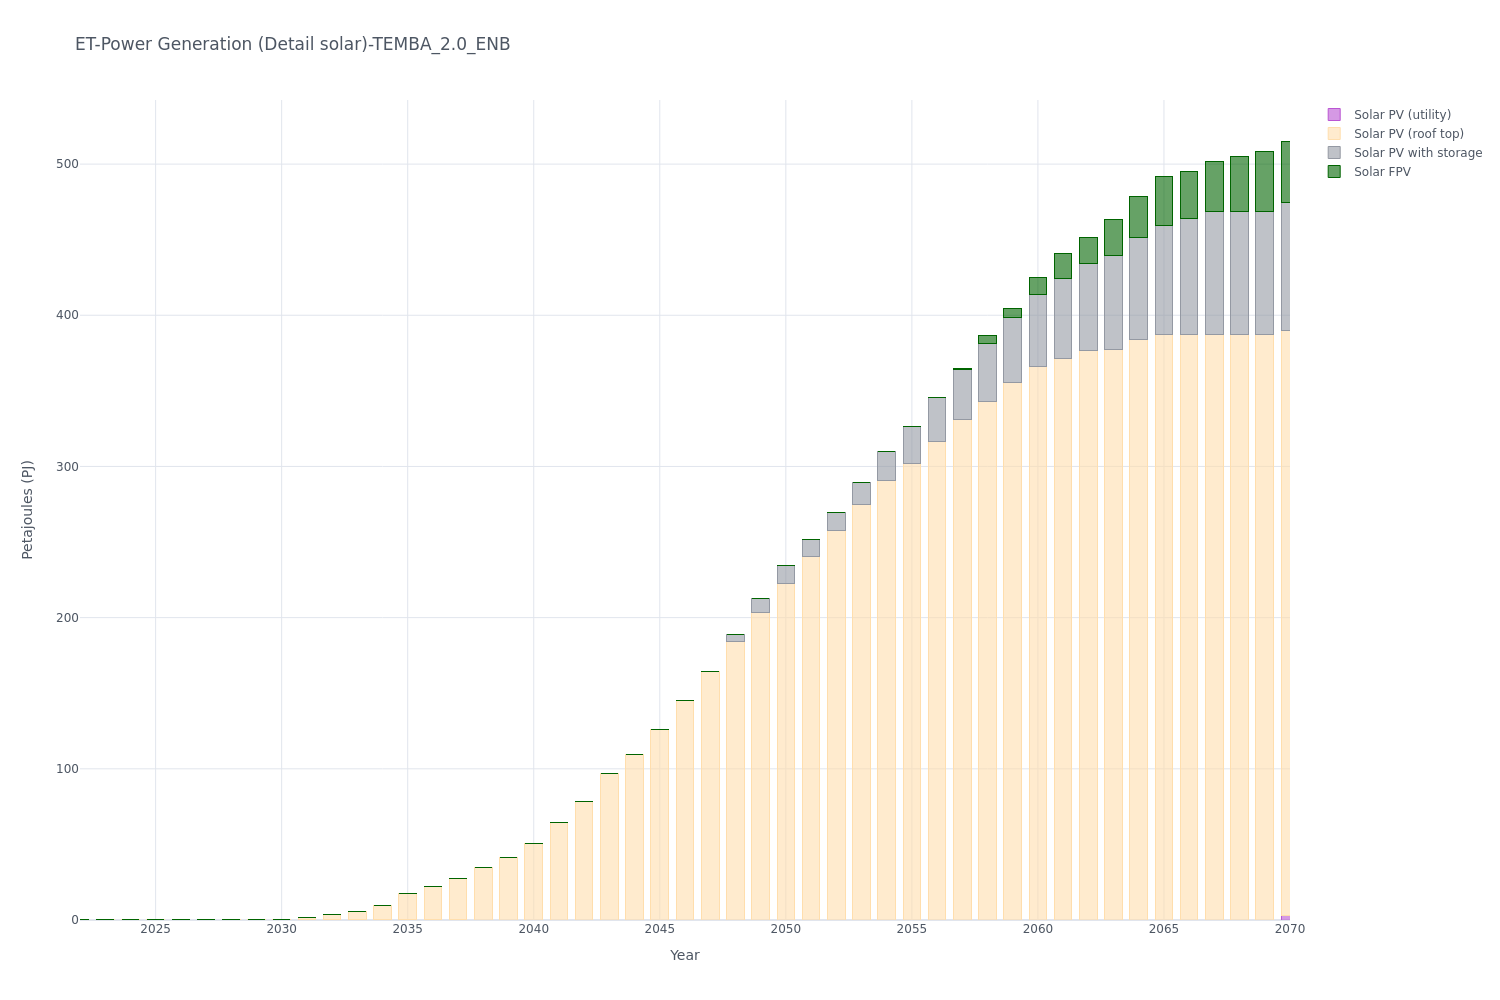 ET-Power Generation (Detail solar)-TEMBA_2.0_ENB
Solar PV (utility)
Solar PV (roof top)
Solar PV with storage
Solar FPV
500
400
300
200
100
0
Petajoules (PJ)
2025 2030 2035 2040 2045 2050 2055 2060 2065 2070
Year